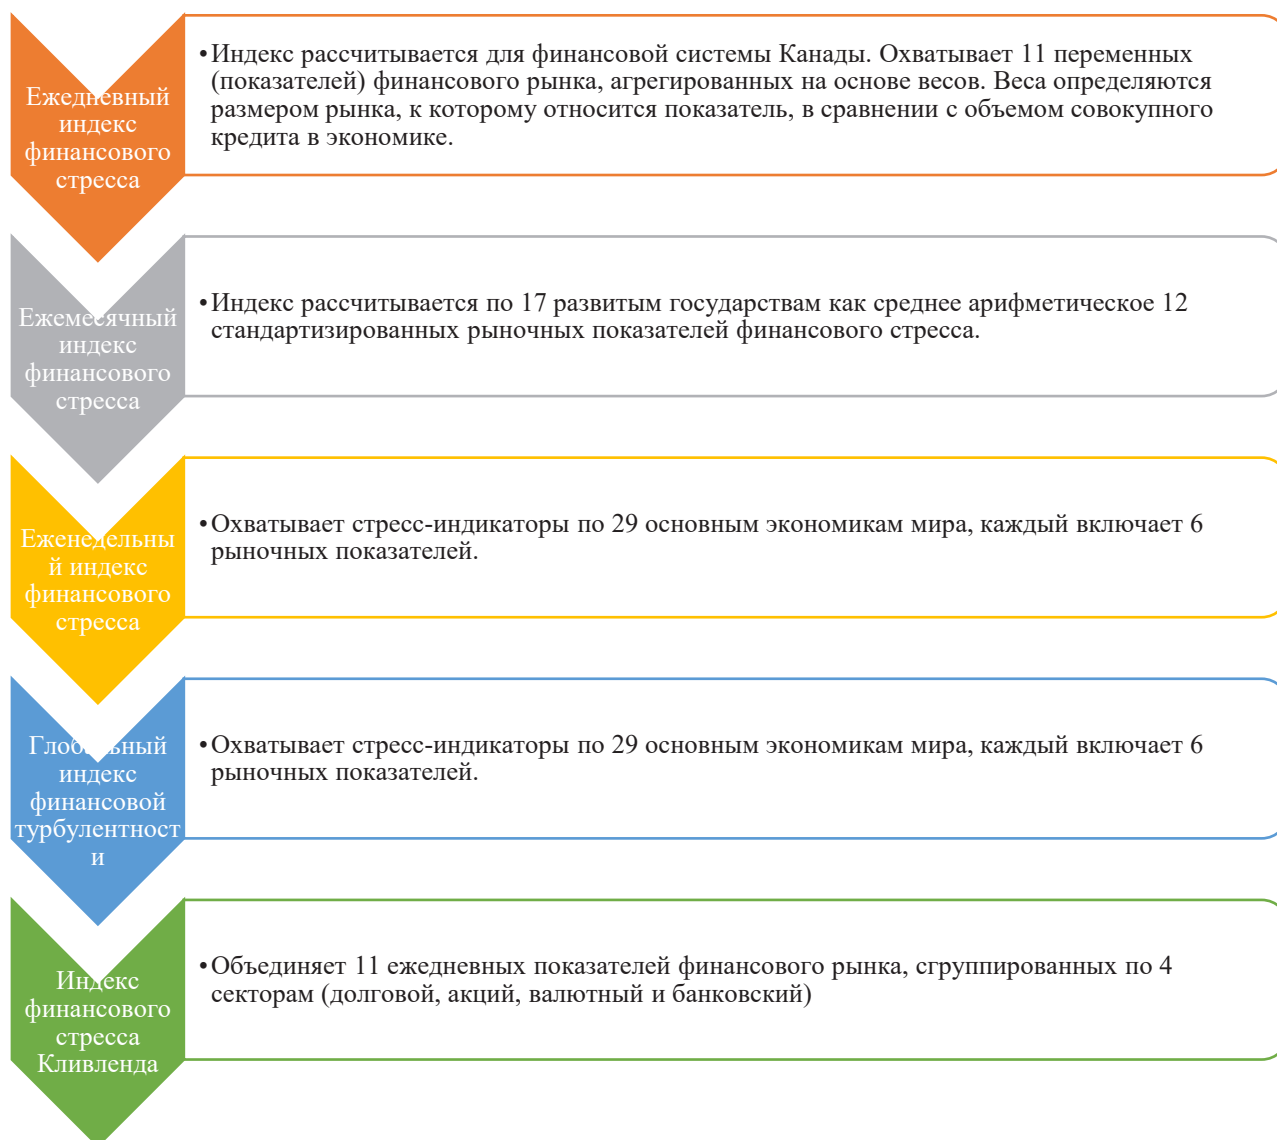 Ежедневный
индекс
финансового
стресса
•Индекс рассчитывается для финансовой системы Канады. Охватывает 11 переменных
(показателей) финансового рынка, агрегированных на основе весов. Веса определяются
размером рынка, к которому относится показатель, в сравнении с объемом совокупного
кредита в экономике.
Ежемесячный
индекс
финансового
стресса
•Индекс рассчитывается по 17 развитым государствам как среднее арифметическое 12
стандартизированных рыночных показателей финансового стресса.
Еженедельны
й индекс
финансового
стресса
•Охватывает стресс-индикаторы по 29 основным экономикам мира, каждый включает 6
рыночных показателей.
Глобальный
индекс
финансовой
турбулентност
и
•Охватывает стресс-индикаторы по 29 основным экономикам мира, каждый включает 6
рыночных показателей.
Индекс
финансового
стресса
Кливленда
•Объединяет 11 ежедневных показателей финансового рынка, сгруппированных по 4
секторам (долговой, акций, валютный и банковский)